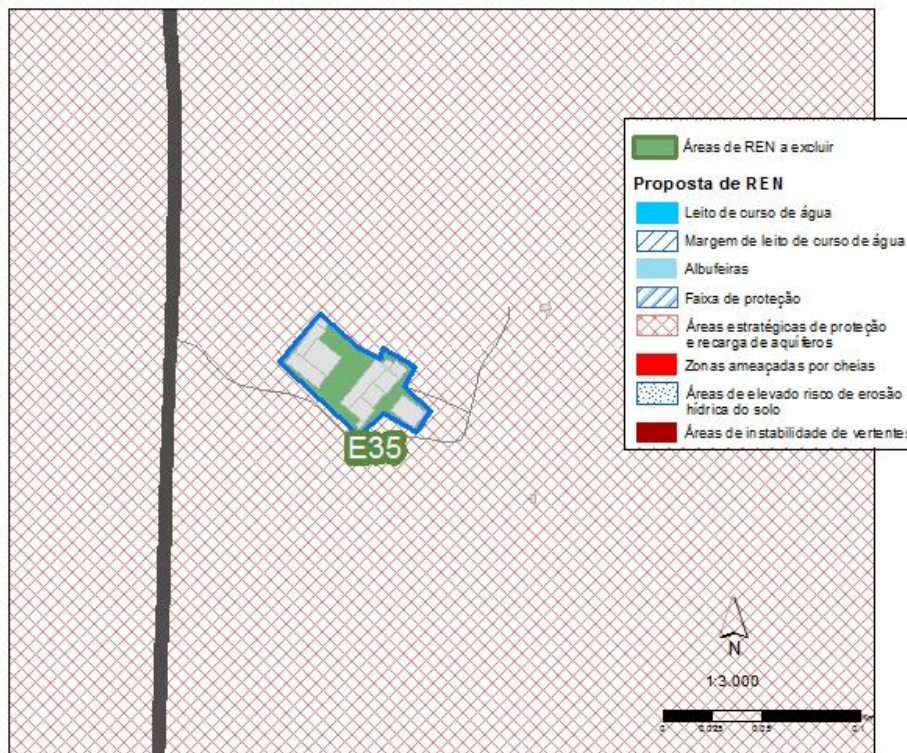 Áreas de REN a excluir
Proposta de REN
Leito de curso de água
Margem de leito de curso de água
Albufeiras
Faixa de proteção
Áreas estratégicas de proteção
e recarga de aquíferos
Zonas ameaçadas por cheias
Áreas de elevado risco de erosão
hídrica do solo
Áreas de instabilidade de vertentes
E35
N
1:3.000
0 0,025 0,05 0,1